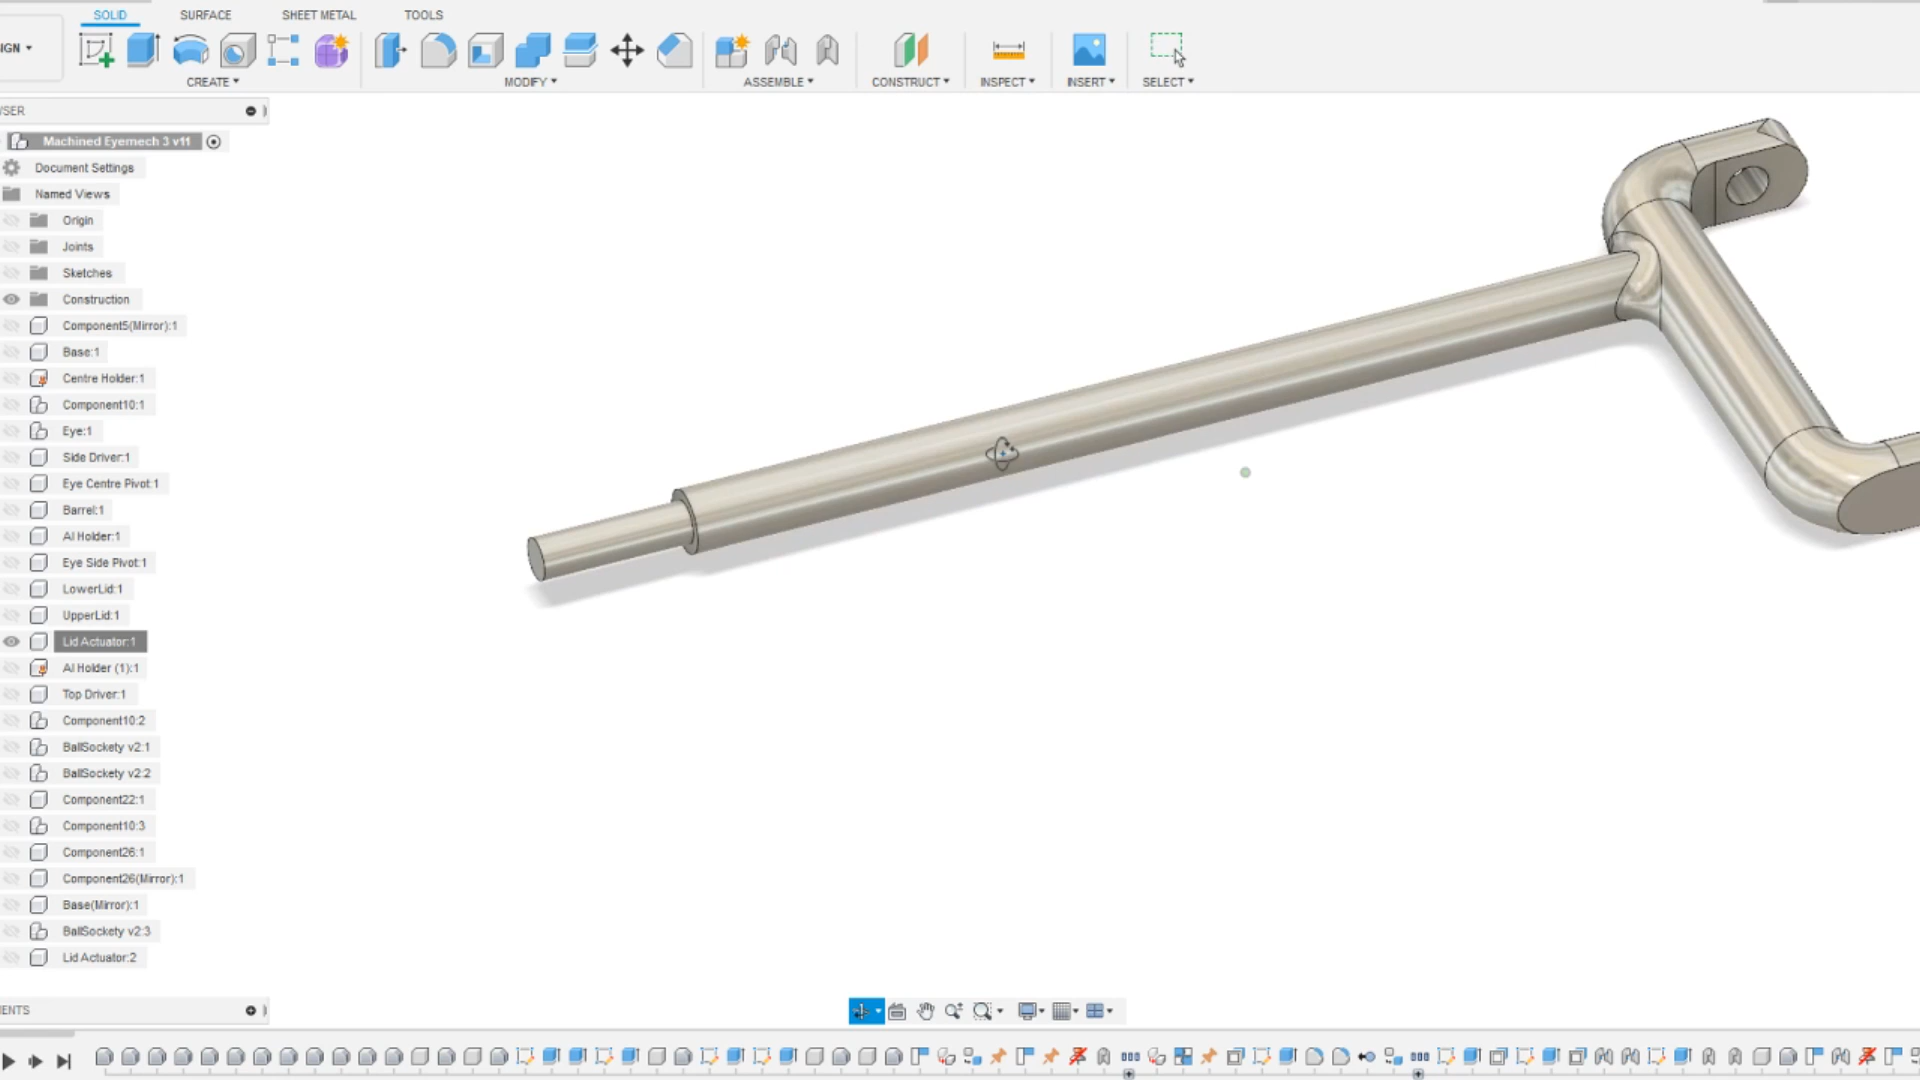 SOLID SURFACE SHEET METAL TOOLS
IGN
CREATE MODIFY ASSEMBLE CONSTRUCT INSPECT INSERT SELECT
SER
Machined Eyemech 3 v11
Document Settings
Named Views
Origin
Joints
Sketches
Construction
Component5(Mirror):1
Base:1
Centre Holder:1
Component10:1
Eye:1
Side Driver:1
Eye Centre Pivot:1
Barrel:1
Al Holder:1
Eye Side Pivot:1
LowerLid:1
UpperLid:1
Lid Actuator:1
Al Holder (1):1
Top Driver:1
Component10:2
BallSockety v2:1
BallSockety v2:2
Component22:1
Component10:3
Component26:1
Component26(Mirror):1
Base(Mirror):1
BallSockety v2:3
Lid Actuator:2
ENTS